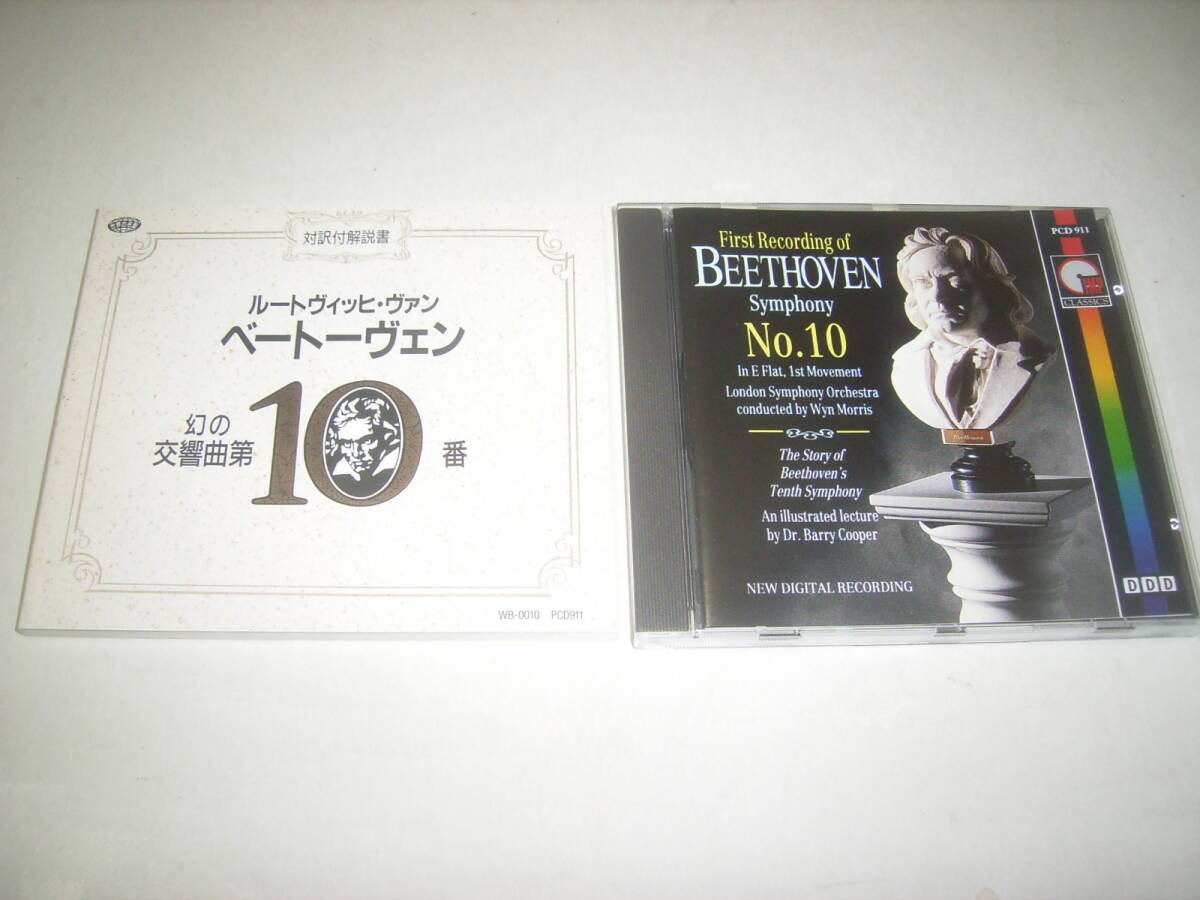 対訳付解説書
ルートヴィッヒ・ヴァン
ベートーヴェン
幻の
交響曲第
10
番
WB-0010 PCD911
First Recording of
BEETHOVEN
Symphony
No.10
In E Flat, 1st Movement
London Symphony Orchestra
conducted by Wyn Morris
The Story of
Beethoven's
Tenth Symphony
An illustrated lecture
by Dr. Barry Cooper
NEW DIGITAL RECORDING
PCD 911
CLASSICS
Beethoven
DDD